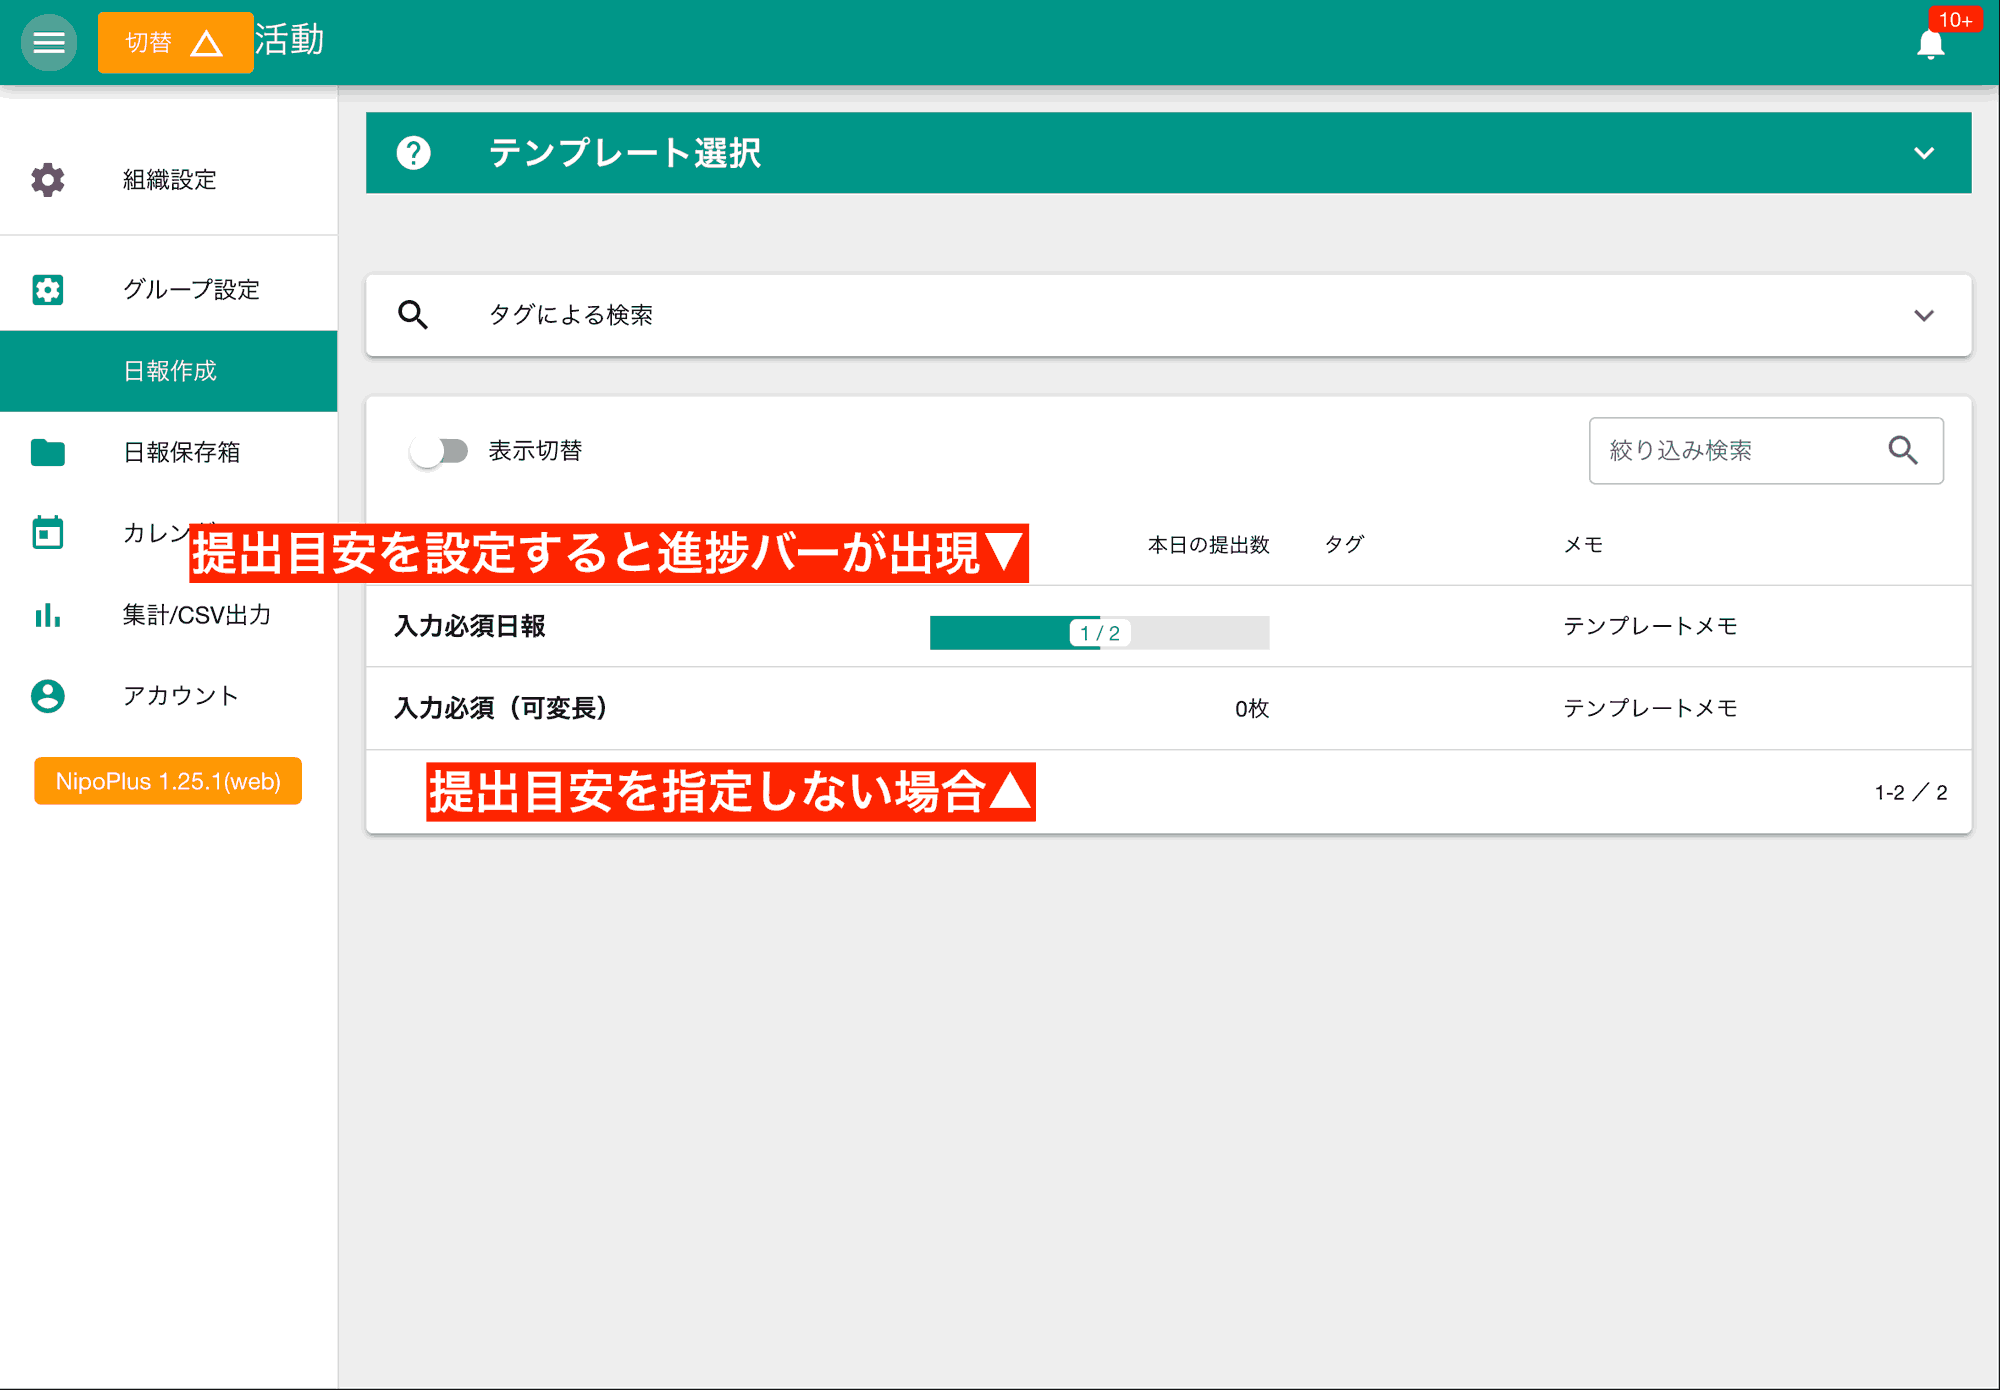 切替 活動
10+
組織設定
グループ設定
日報作成
日報保存箱
カレン
集計/CSV出力
アカウント
NipoPlus 1.25.1(web)
テンプレート選択
タグによる検索
表示切替
絞り込み検索
提出目安を設定すると進捗バーが出現▼
本日の提出数 タグ メモ
入力必須日報 1 / 2 テンプレートメモ
入力必須（可変長） 0枚 テンプレートメモ
提出目安を指定しない場合▲
1-2 ／ 2